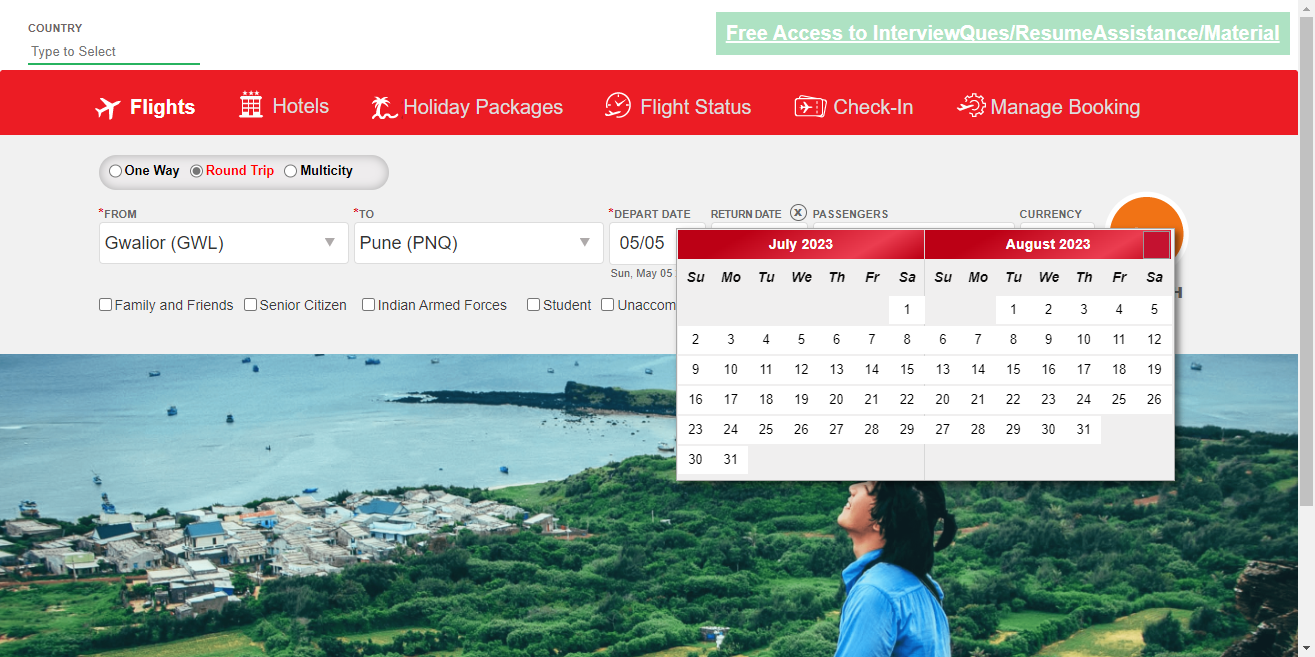 COUNTRY
Type to Select
Free Access to InterviewQues/ResumeAssistance/Material
Flights
Hotels
Holiday Packages
Flight Status
Check-In
Manage Booking
One Way
Round Trip
Multicity
*FROM
*TO
*DEPART DATE
RETURN DATE
PASSENGERS
CURRENCY
Gwalior (GWL)
Pune (PNQ)
05/05
Sun, May 05
Family and Friends
Senior Citizen
Indian Armed Forces
Student
Unaccom
July 2023
Su Mo Tu We Th Fr Sa
1
2 3 4 5 6 7 8
9 10 11 12 13 14 15
16 17 18 19 20 21 22
23 24 25 26 27 28 29
30 31
August 2023
Su Mo Tu We Th Fr Sa
1 2 3 4 5
6 7 8 9 10 11 12
13 14 15 16 17 18 19
20 21 22 23 24 25 26
27 28 29 30 31